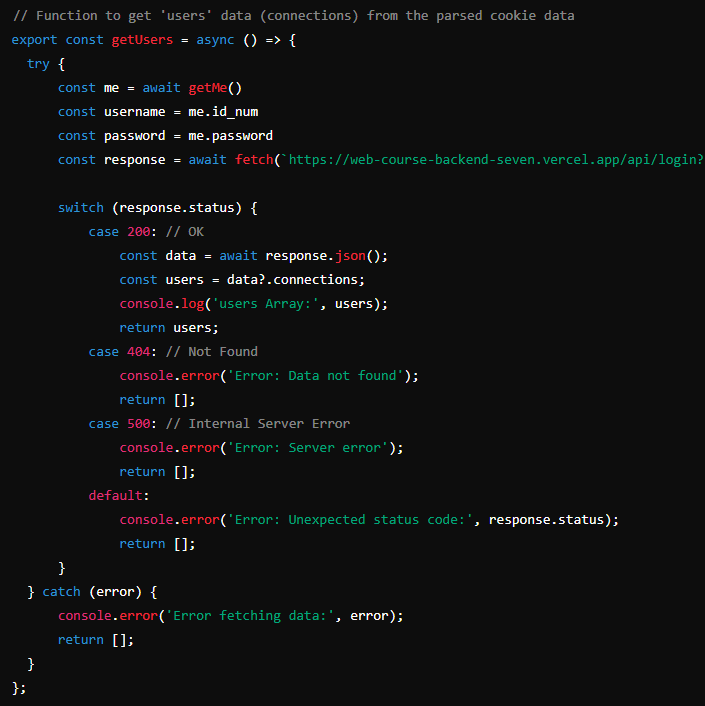 // Function to get 'users' data (connections) from the parsed cookie data
export const getUsers = async () => {
try {
const me = await getMe()
const username = me.id_num
const password = me.password
const response = await fetch(`https://web-course-backend-seven.vercel.app/api/login?
switch (response.status) {
case 200: // OK
const data = await response.json();
const users = data?.connections;
console.log('users Array:', users);
return users;
case 404: // Not Found
console.error('Error: Data not found');
return [];
case 500: // Internal Server Error
console.error('Error: Server error');
return [];
default:
console.error('Error: Unexpected status code:', response.status);
return [];
}
} catch (error) {
console.error('Error fetching data:', error);
return [];
}
};